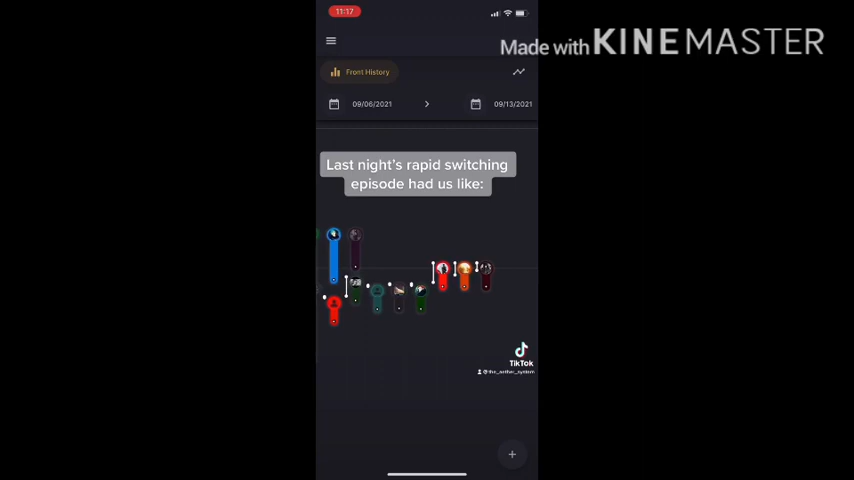 11:17
Made with KINEMASTER
Front History
09/06/2021
09/13/2021
Last night's rapid switching
episode had us like:
TikTok
@the_aether_system